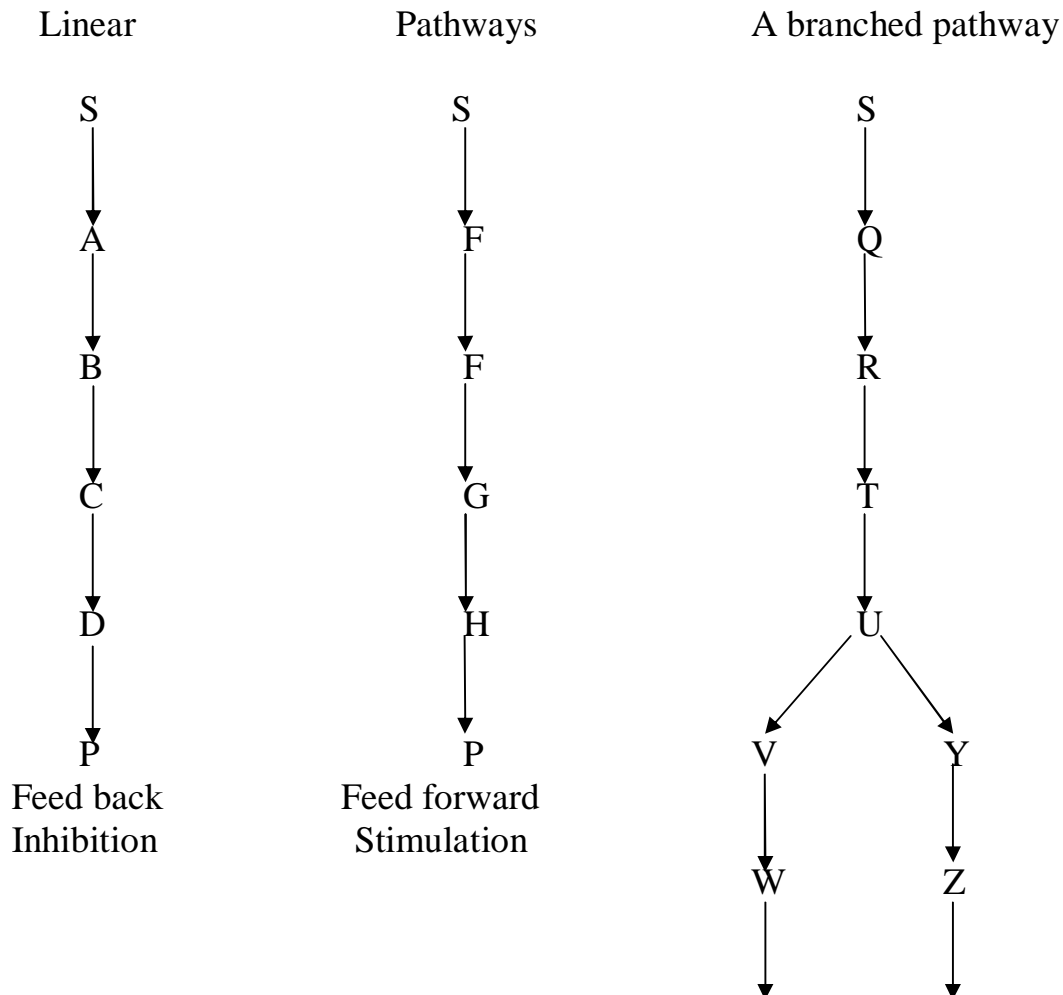 Linear Pathways A branched pathway
S S S
A F Q
B F R
C G T
D H U
P P V Y
Feed back Feed forward
Inhibition Stimulation
W Z